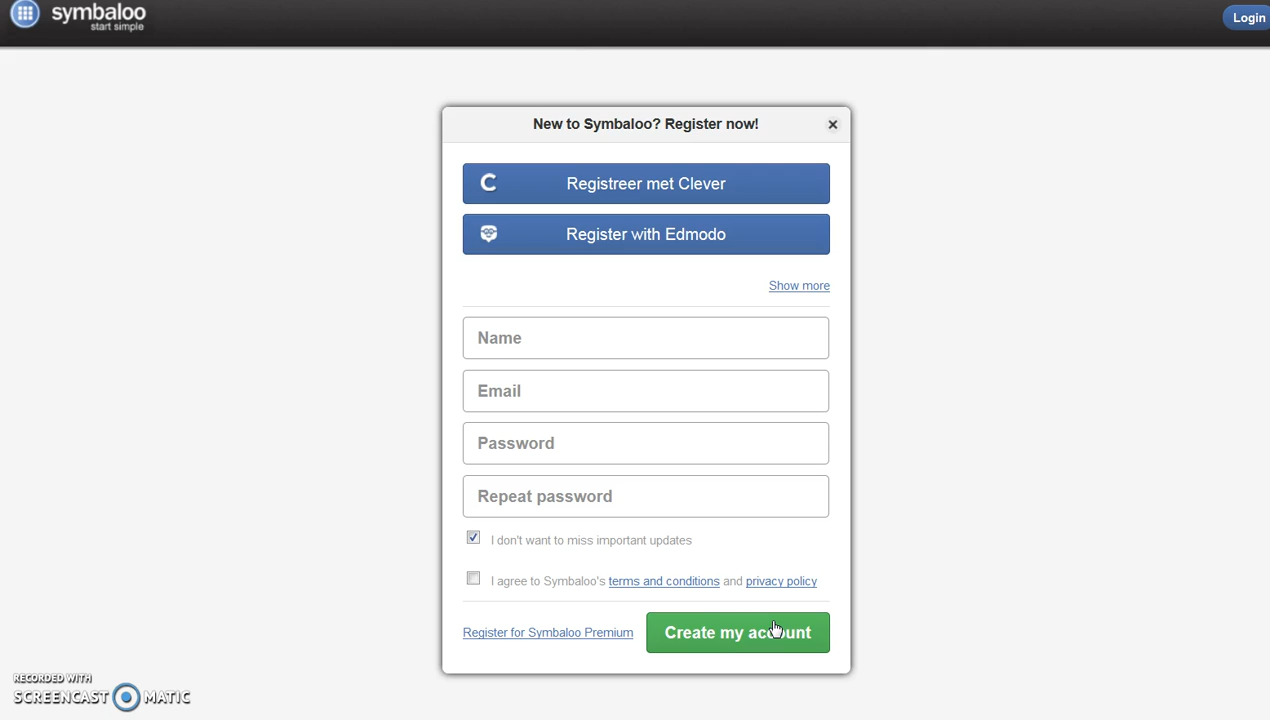 symbaloo
start simple
Login
New to Symbaloo? Register now!
Registreer met Clever
Register with Edmodo
Show more
Name
Email
Password
Repeat password
I don't want to miss important updates
I agree to Symbaloo's terms and conditions and privacy policy
Register for Symbaloo Premium
Create my account
RECORDED WITH
SCREENCAST MATIC